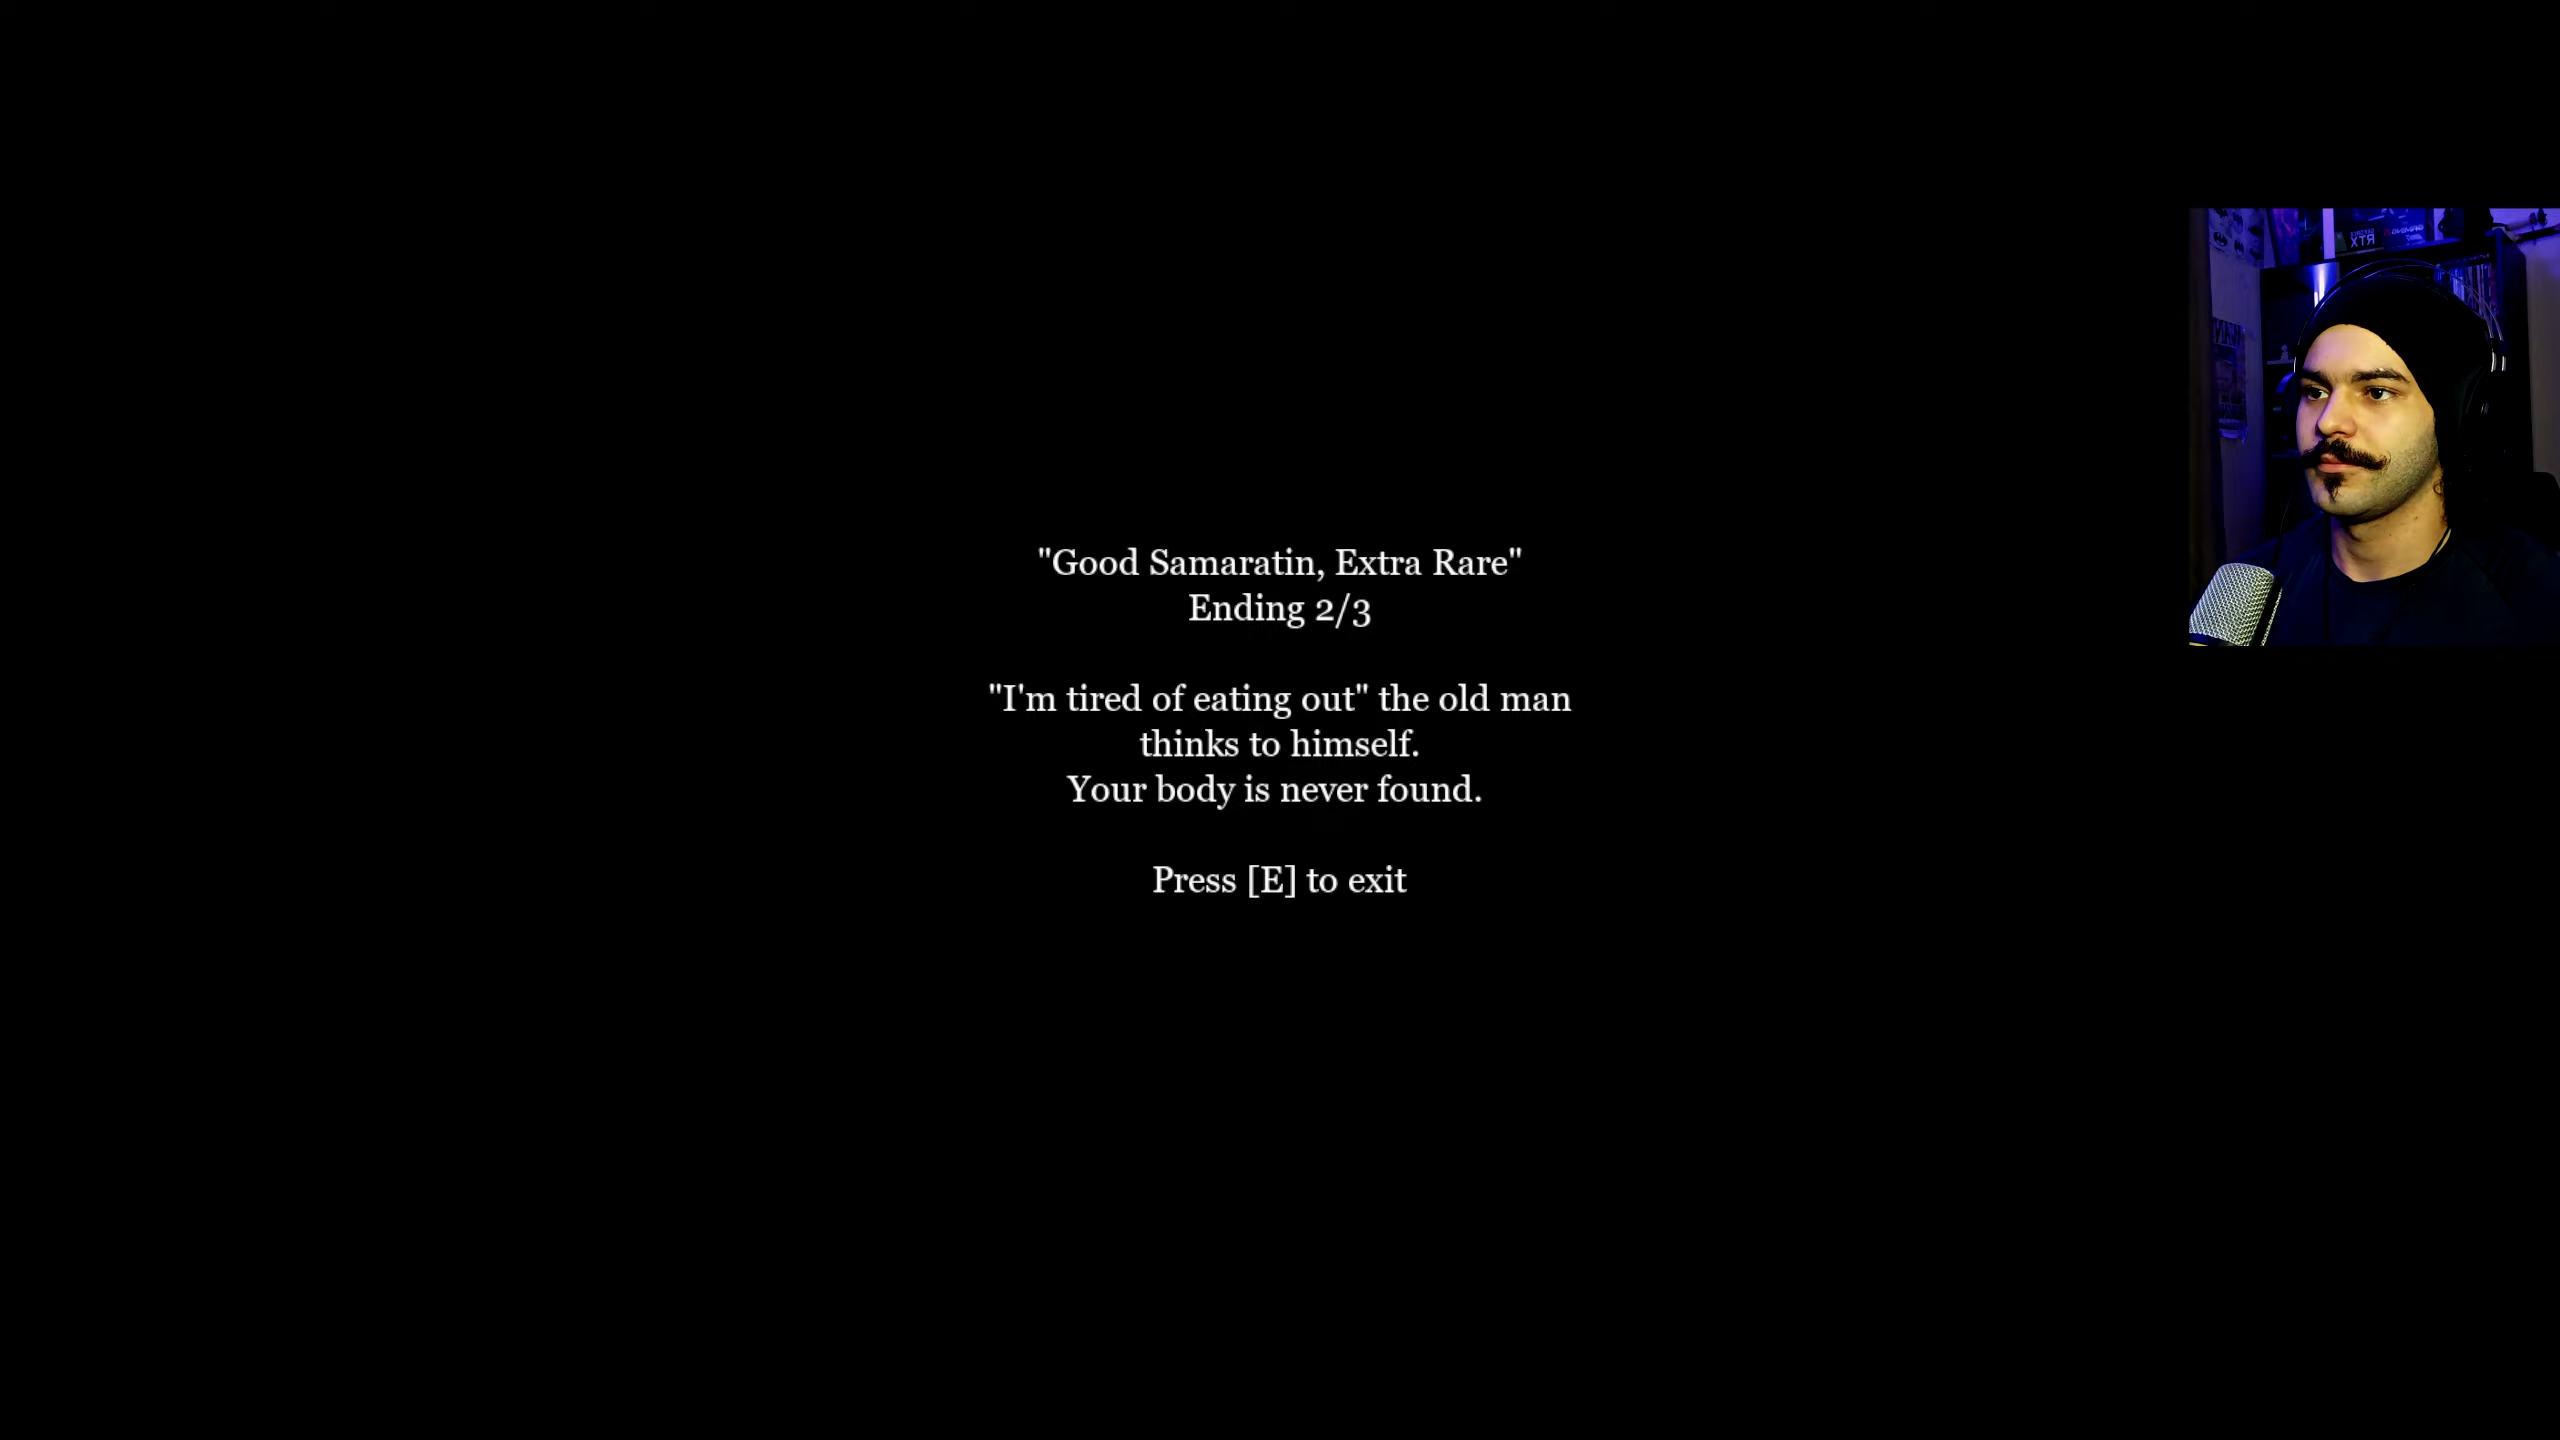 "Good Samaratin, Extra Rare"
Ending 2/3
"I'm tired of eating out" the old man
thinks to himself.
Your body is never found.
Press [E] to exit
RTX